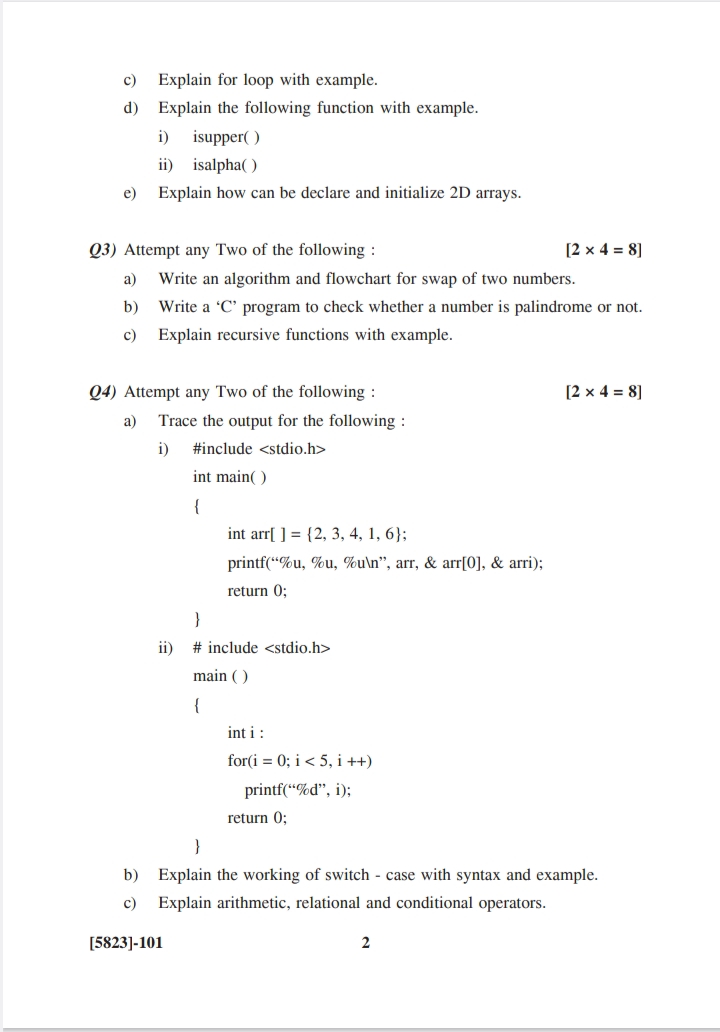 c) Explain for loop with example.
d) Explain the following function with example.
i) isupper( )
ii) isalpha( )
e) Explain how can be declare and initialize 2D arrays.
Q3) Attempt any Two of the following : [2 × 4 = 8]
a) Write an algorithm and flowchart for swap of two numbers.
b) Write a ‘C’ program to check whether a number is palindrome or not.
c) Explain recursive functions with example.
Q4) Attempt any Two of the following : [2 × 4 = 8]
a) Trace the output for the following :
i) #include <stdio.h>
int main( )
{
int arr[ ] = {2, 3, 4, 1, 6};
printf(“%u, %u, %u\n”, arr, & arr[0], & arri);
return 0;
}
ii) # include <stdio.h>
main ( )
{
int i :
for(i = 0; i < 5, i ++)
printf(“%d”, i);
return 0;
}
b) Explain the working of switch - case with syntax and example.
c) Explain arithmetic, relational and conditional operators.
[5823]-101 2